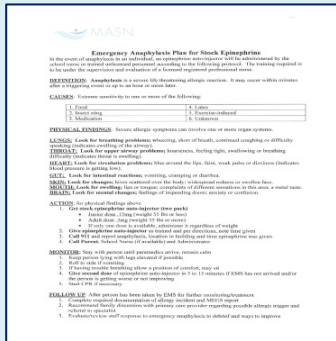 MASN
Emergency Anaphylaxis Plan for Stock Epinephrine
In the event of anaphylaxis in an individual, an epinephrine auto-injector will be administered by the
school nurse or trained unlicensed personnel according to the following protocol. The training required is
to be under the supervision and evaluation of a licensed registered professional nurse.
DEFINITION: Anaphylaxis is a severe life threatening allergic reaction. It may occur within minutes
after a triggering event or up to an hour or more later.
CAUSES: Extreme sensitivity to one or more of the following:
1. Food 4. Latex
2. Insect sting 5. Exercise-induced
3. Medication 6. Unknown
PHYSICAL FINDINGS: Severe allergic symptoms can involve one or more organ systems.
LUNGS: Look for breathing problems; wheezing, short of breath, continual coughing or difficulty
speaking (indicates swelling of the airway)
THROAT: Look for upper airway problems; hoarseness, feeling tight, swallowing or breathing
difficulty (indicates throat is swelling).
HEART: Look for circulation problems; blue around the lips, faint, weak pulse or dizziness (indicates
blood pressure is getting low).
GUT: Look for intestinal reactions; vomiting, cramping or diarrhea.
SKIN: Look for changes; hives scattered over the body, widespread redness or swollen face.
MOUTH: Look for swelling; lips or tongue, complaints of different sensations in this area, a metal taste.
BRAIN: Look for mental changes; feelings of impending doom; anxiety or confusion.
ACTION: for physical findings above
1. Get stock epinephrine auto-injector (two pack)
• Junior dose .15mg (weight 55 lbs or less)
• Adult dose .3mg (weight 55 lbs or more)
• If only one dose is available, administer it regardless of weight
2. Give epinephrine auto-injector as trained and per directions, note time given
3. Call 911 and report anaphylaxis, location in building and time epinephrine was given
4. Call Parent, School Nurse (if available) and Administrator
MONITOR: Stay with person until paramedics arrive, remain calm
1. Keep person lying with legs elevated if possible
2. Roll to side if vomiting
3. If having trouble breathing allow a position of comfort, may sit
4. Give second dose of epinephrine auto-injector in 5 to 15 minutes if EMS has not arrived and/or
the person is getting worse or not improving
5. Start CPR if necessary
FOLLOW UP: After person has been taken by EMS for further monitoring/treatment
1. Complete required documentation of allergy incident and MEGS report
2. Recommend family discussion with primary care provider regarding possible allergic trigger and
referral to specialist
3. Evaluate/review staff response to emergency anaphylaxis to debrief and ways to improve